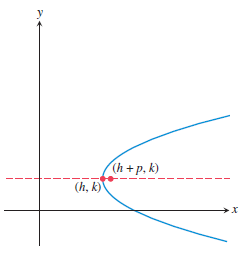 y
(h + p, k)
(h, k)
x